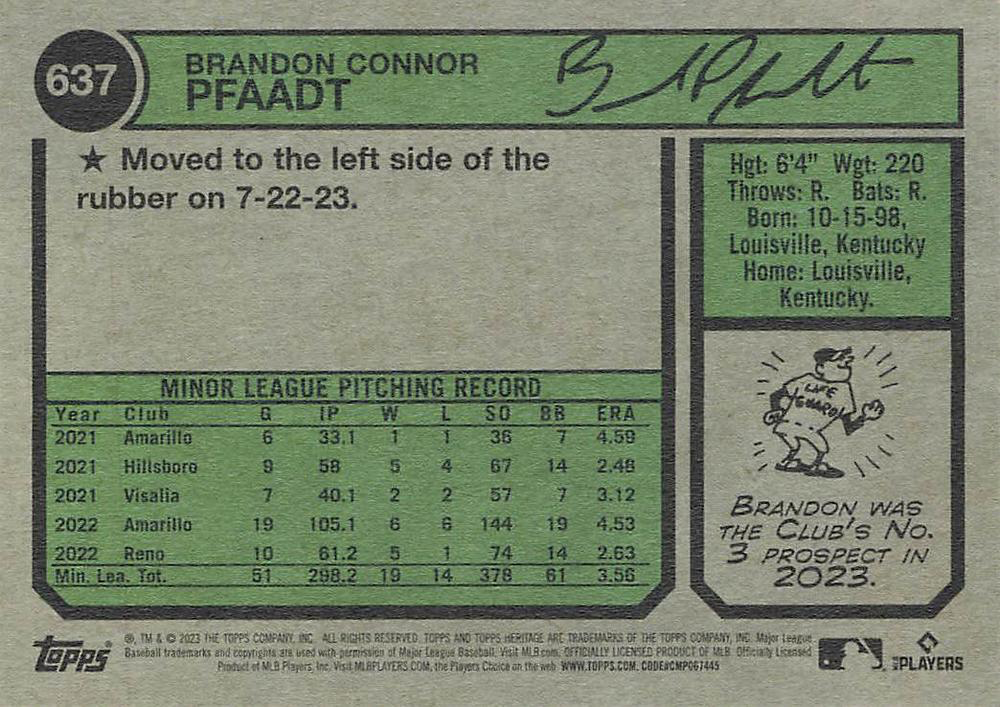 637
BRANDON CONNOR
PFAADT
★ Moved to the left side of the
rubber on 7-22-23.
Hgt: 6'4" Wgt: 220
Throws: R. Bats: R.
Born: 10-15-98,
Louisville, Kentucky
Home: Louisville,
Kentucky.
MINOR LEAGUE PITCHING RECORD
Year Club G IP W L SO BB ERA
2021 Amarillo 6 33.1 1 1 36 7 4.59
2021 Hillsboro 9 58 5 4 67 14 2.48
2021 Visalia 7 40.1 2 2 57 7 3.12
2022 Amarillo 19 105.1 6 6 144 19 4.53
2022 Reno 10 61.2 5 1 74 14 2.63
Min. Lea. Tot. 51 298.2 19 14 378 61 3.56
BRANDON WAS
THE CLUB'S NO.
3 PROSPECT IN
2023.
TOPPS
®, TM & © 2023 THE TOPPS COMPANY, INC. ALL RIGHTS RESERVED. TOPPS AND TOPPS HERITAGE ARE TRADEMARKS OF THE TOPPS COMPANY, INC. Major League
Baseball trademarks and copyrights are used with permission of Major League Baseball. Visit MLB.com. OFFICIALLY LICENSED PRODUCT OF MLB Officially Licensed
Product of MLB Players, Inc. Visit MLBPLAYERS.COM, the Players Choice on the web. WWW.TOPPS.COM. CODE#CMP067445
PLAYERS